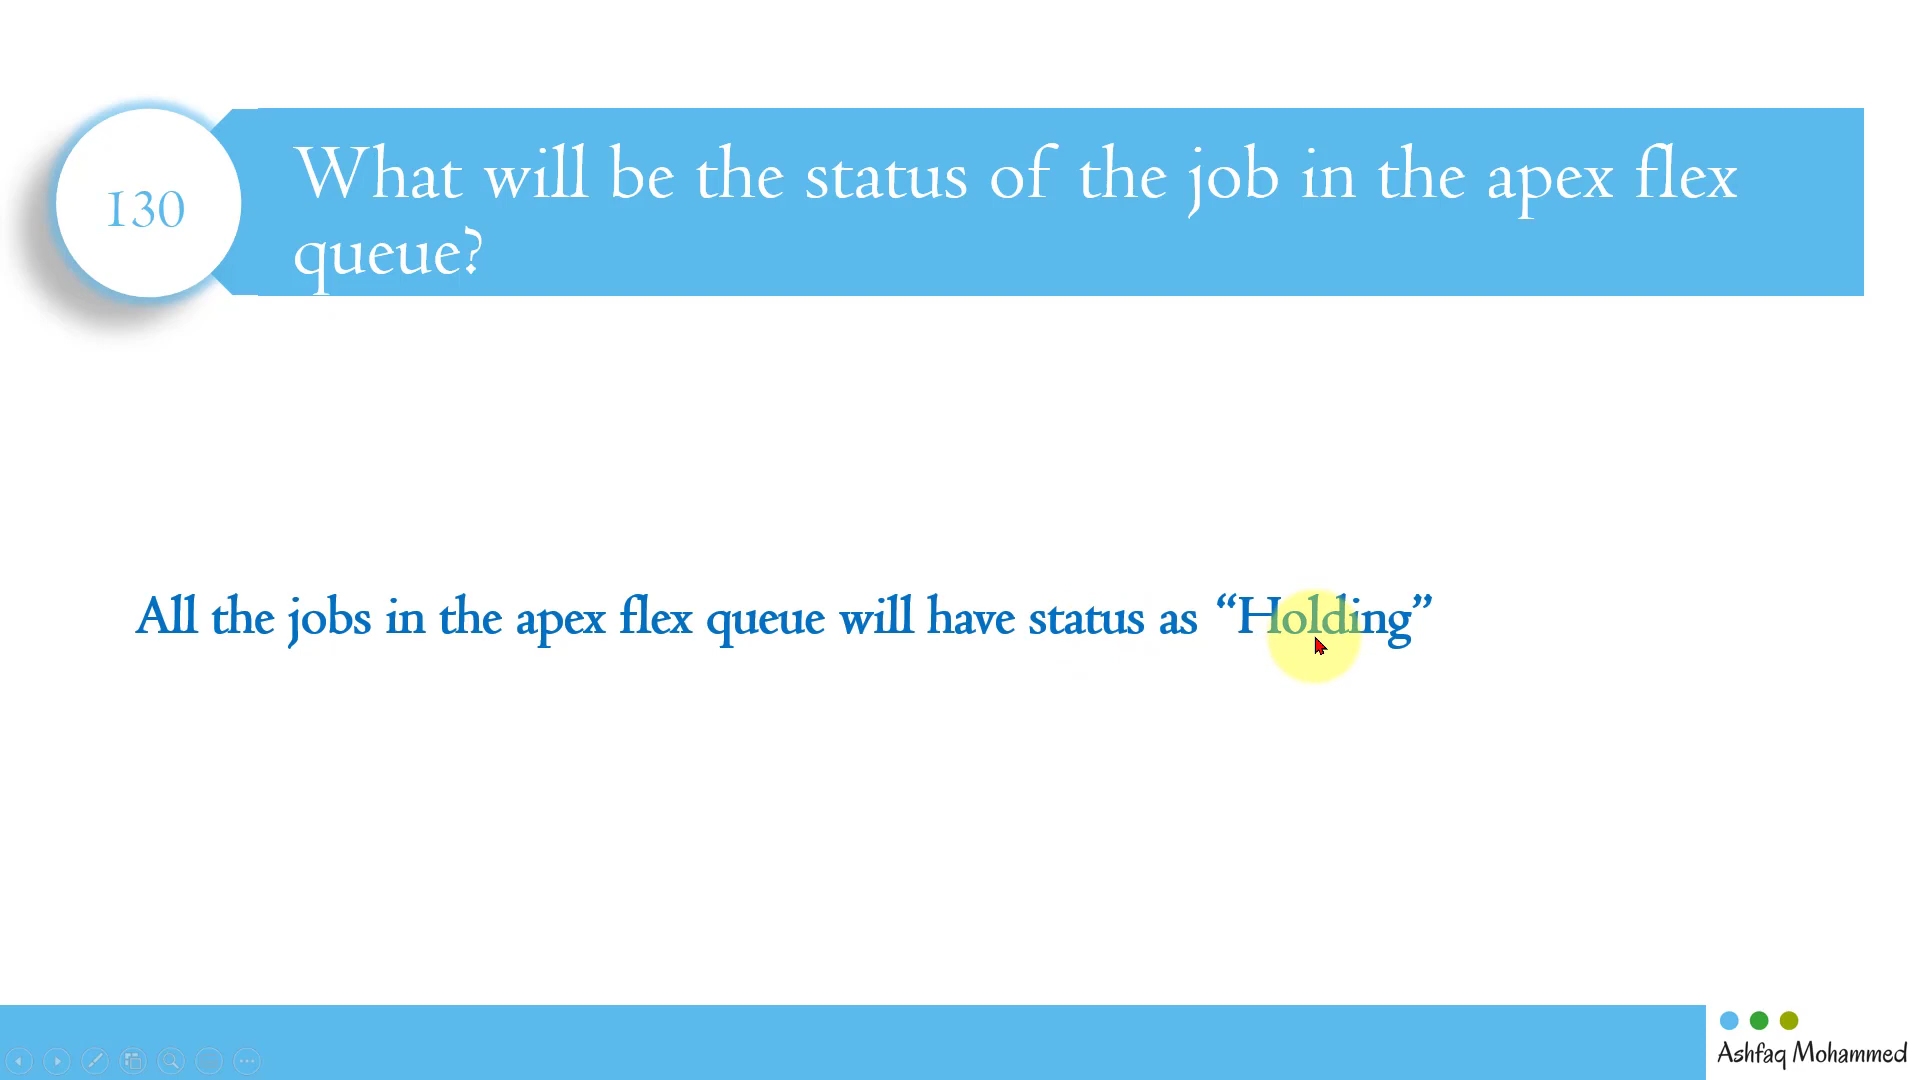 130
What will be the status of the job in the apex flex
queue?
All the jobs in the apex flex queue will have status as “Holding”
Ashfaq Mohammed